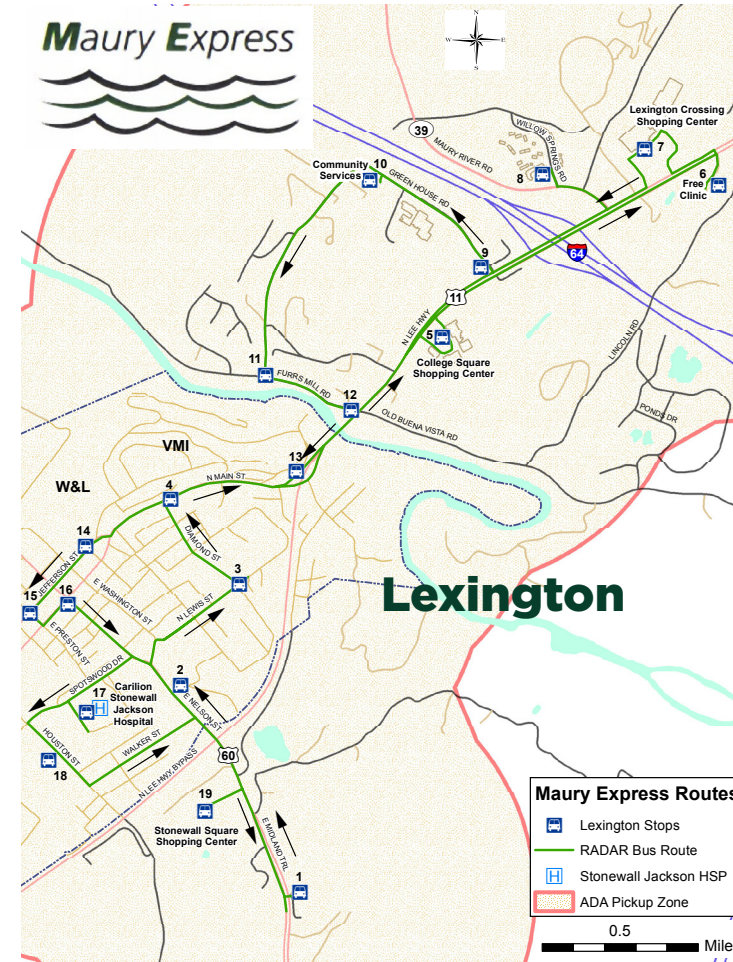 Maury Express
N
W
E
S
Lexington Crossing
Shopping Center
7
39
MAURY RIVER RD
WILLOW SPRINGS RD
8
6
Free
Clinic
10
Community
Services
GREEN HOUSE RD
64
9
11
N LEE HWY
5
College Square
Shopping Center
LINCOLN RD
11
FURRS MILL RD
12
OLD BUENA VISTA RD
PONDS DR
VMI
13
W&L
4
N MAIN ST
14
DIAMOND ST
3
JEFFERSON ST
15
16
E WASHINGTON ST
N LEWIS ST
Lexington
E PRESTON ST
SPOTSWOOD DR
2
17
Carilion
Stonewall
Jackson
Hospital
H
E NELSON ST
HOUSTON ST
WALKER ST
18
N LEE HWY, BYPASS
60
19
Stonewall Square
Shopping Center
E MIDLAND TRL
1
Maury Express Routes
Lexington Stops
RADAR Bus Route
H Stonewall Jackson HSP
ADA Pickup Zone
0.5
Mile